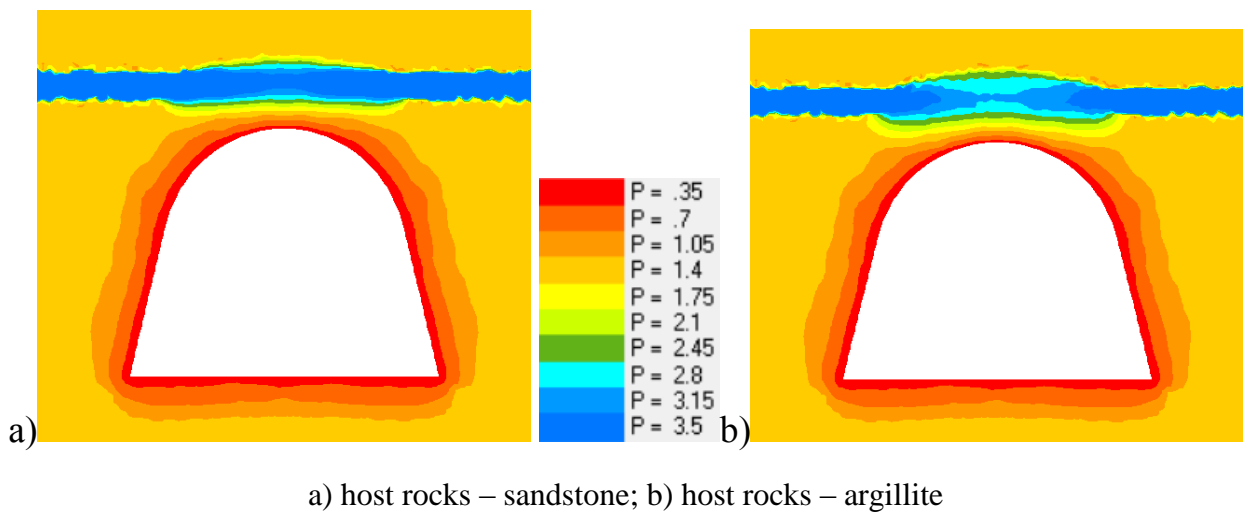 P = .35
P = .7
P = 1.05
P = 1.4
P = 1.75
P = 2.1
P = 2.45
P = 2.8
P = 3.15
P = 3.5
a)
b)
a) host rocks – sandstone; b) host rocks – argillite